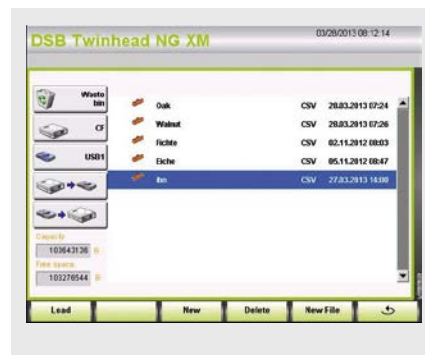 DSB Twinhead NG XM
03/28/2013 08:12:14
Waste bin
CF
USB1
Oak CSV 28.03.2013 07:24
Walnut CSV 28.03.2013 07:26
Fichte CSV 02.11.2012 08:03
Eiche CSV 05.11.2012 08:47
ibn CSV 27.03.2013 14:00
Capacity
103643136 B
Free space
103276544 B
Load New Delete New File